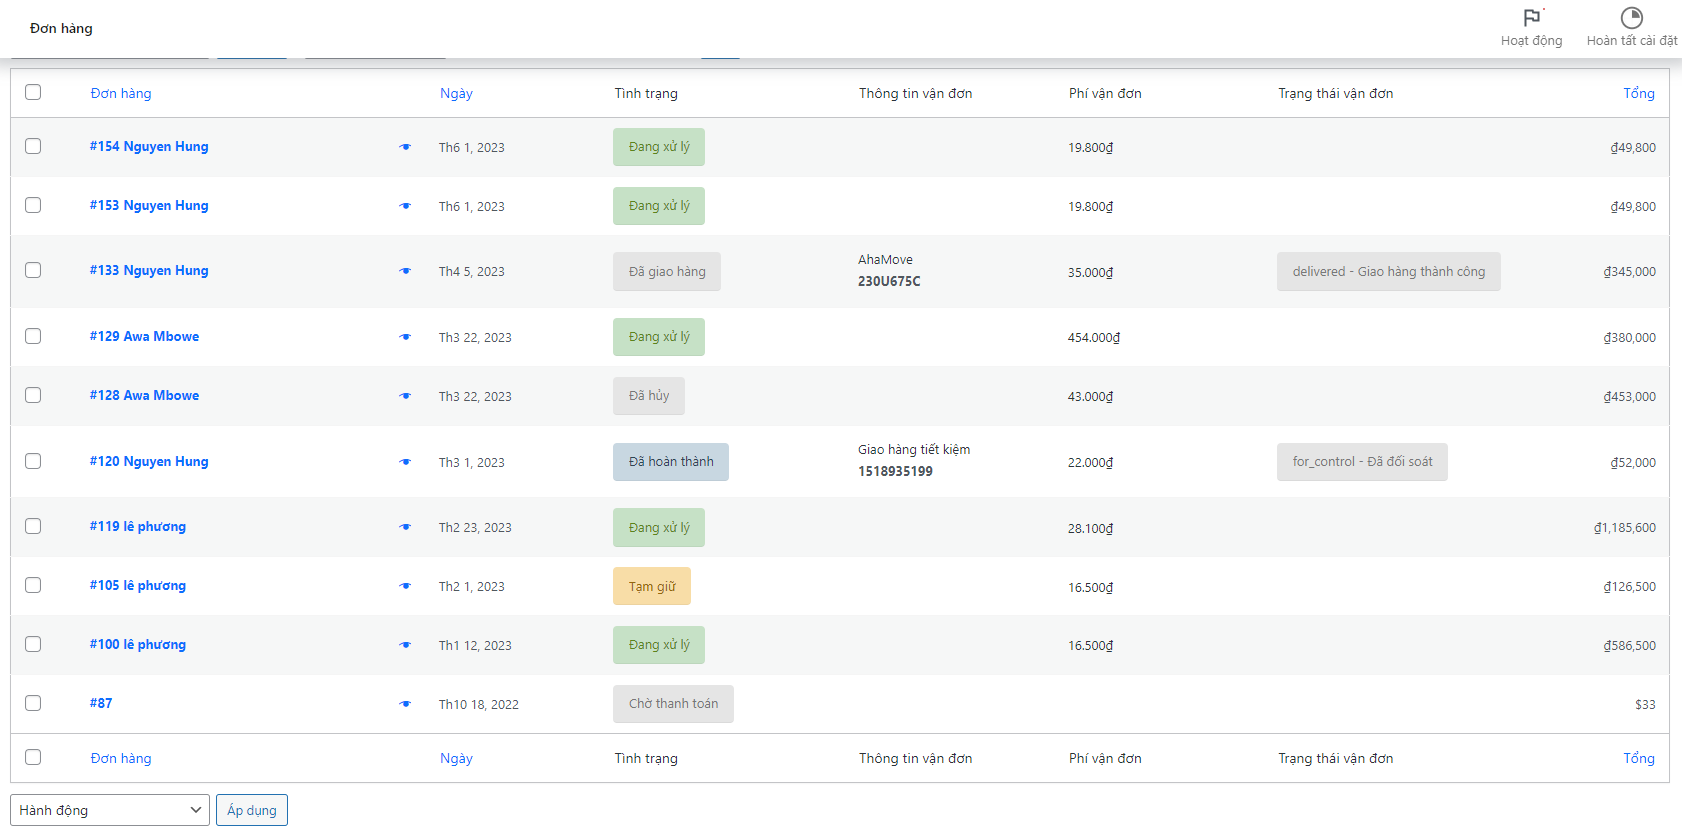 Đơn hàng
Hoạt động
Hoàn tất cài đặt
Đơn hàng Ngày Tình trạng Thông tin vận đơn Phí vận đơn Trạng thái vận đơn Tổng
#154 Nguyen Hung Th6 1, 2023 Đang xử lý 19.800₫ ₫49,800
#153 Nguyen Hung Th6 1, 2023 Đang xử lý 19.800₫ ₫49,800
#133 Nguyen Hung Th4 5, 2023 Đã giao hàng AhaMove 35.000₫ delivered - Giao hàng thành công ₫345,000
230U675C
#129 Awa Mbowe Th3 22, 2023 Đang xử lý 454.000₫ ₫380,000
#128 Awa Mbowe Th3 22, 2023 Đã hủy 43.000₫ ₫453,000
#120 Nguyen Hung Th3 1, 2023 Đã hoàn thành Giao hàng tiết kiệm 22.000₫ for_control - Đã đối soát ₫52,000
1518935199
#119 lê phương Th2 23, 2023 Đang xử lý 28.100₫ ₫1,185,600
#105 lê phương Th2 1, 2023 Tạm giữ 16.500₫ ₫126,500
#100 lê phương Th1 12, 2023 Đang xử lý 16.500₫ ₫586,500
#87 Th10 18, 2022 Chờ thanh toán $33
Đơn hàng Ngày Tình trạng Thông tin vận đơn Phí vận đơn Trạng thái vận đơn Tổng
Hành động Áp dụng